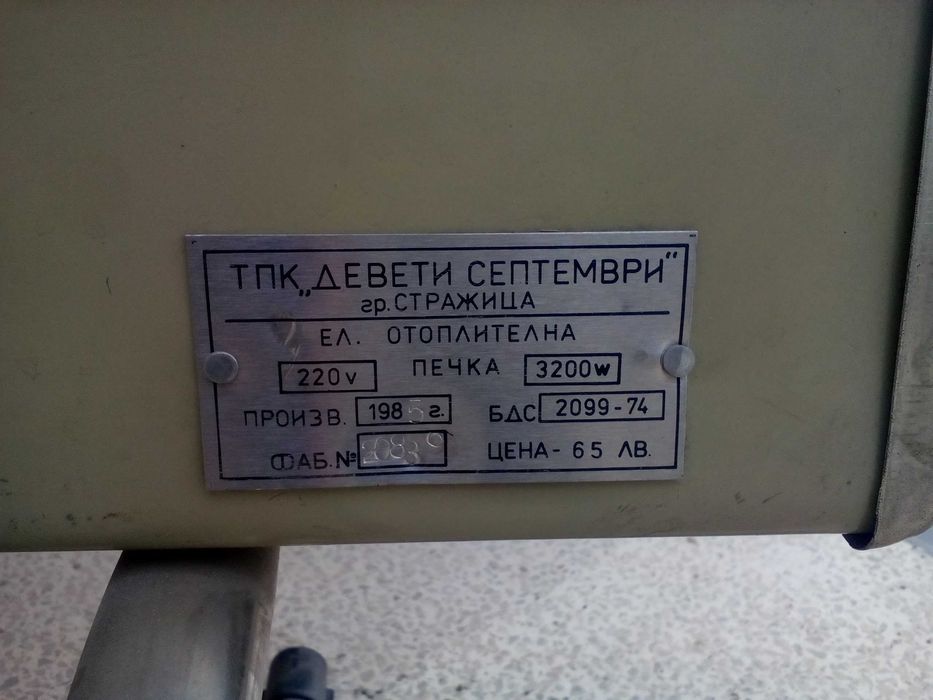 ТПК „ДЕВЕТИ СЕПТЕМВРИ"
гр. СТРАЖИЦА
ЕЛ. ОТОПЛИТЕЛНА
220v ПЕЧКА 3200w
ПРОИЗВ. 1985 г. БДС 2099-74
ФАБ. № ЦЕНА - 65 ЛВ.